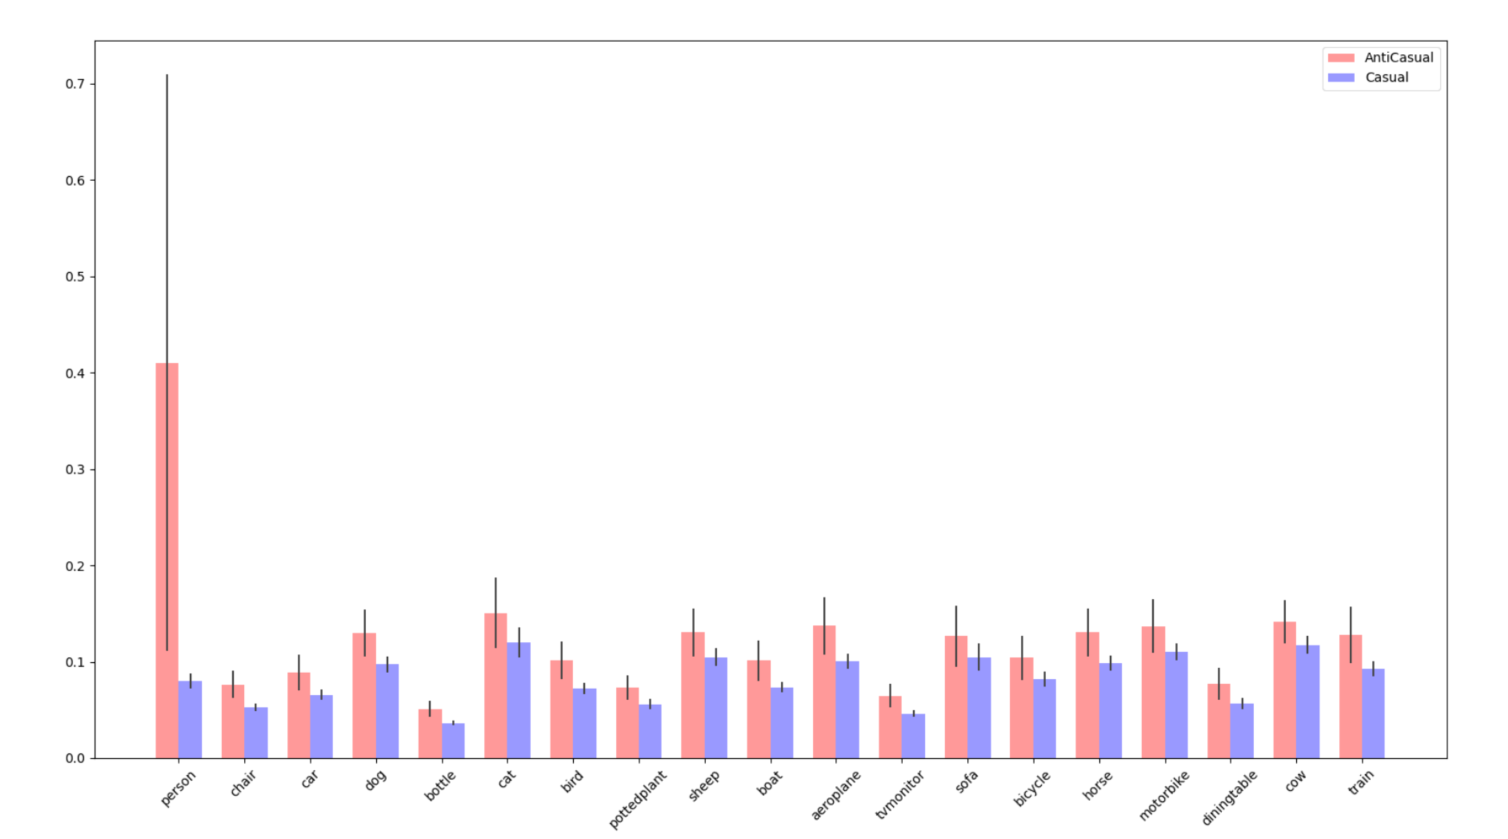 AntiCasual
Casual
0.7
0.6
0.5
0.4
0.3
0.2
0.1
0.0
person
chair
car
dog
bottle
cat
bird
pottedplant
sheep
boat
aeroplane
tvmonitor
sofa
bicycle
horse
motorbike
diningtable
cow
train